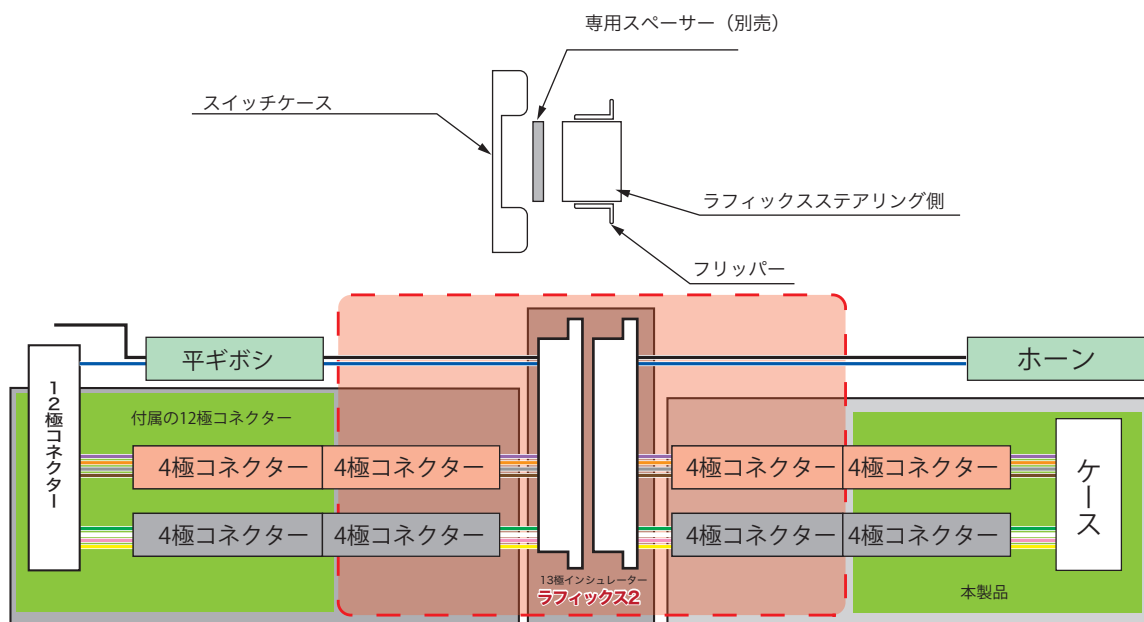 専用スペーサー（別売）
スイッチケース
ラフィックスステアリング側
フリッパー
平ギボシ
ホーン
12極コネクター
付属の12極コネクター
4極コネクター 4極コネクター 4極コネクター 4極コネクター
ケース
4極コネクター 4極コネクター 4極コネクター 4極コネクター
13極インシュレーター
ラフィックス2
本製品